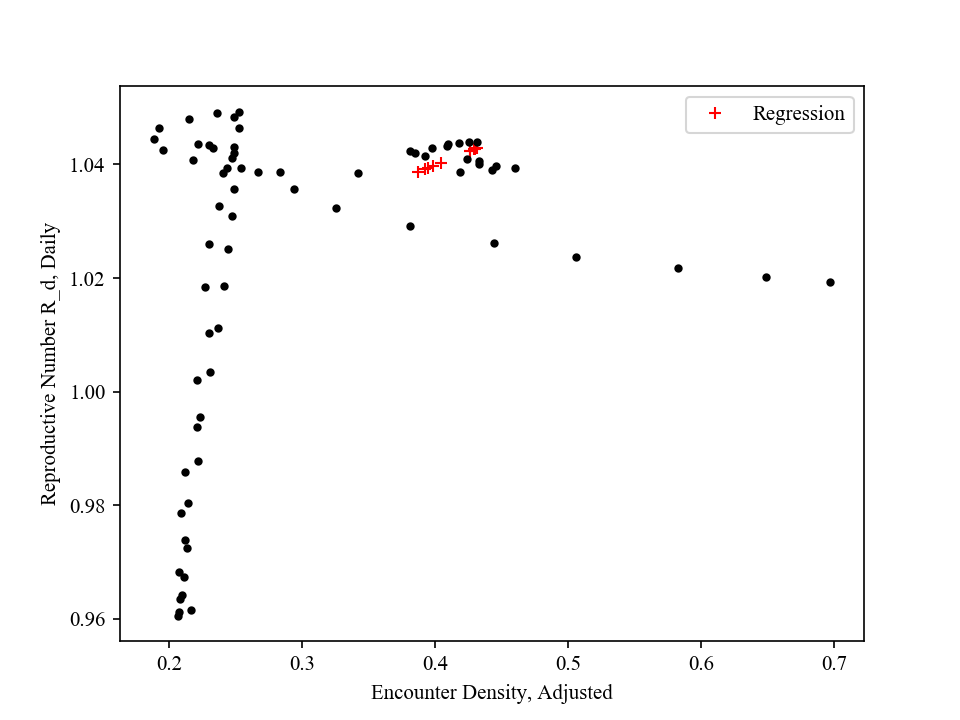 Regression
1.04
1.02
1.00
0.98
0.96
Reproductive Number R_d, Daily
0.2 0.3 0.4 0.5 0.6 0.7
Encounter Density, Adjusted